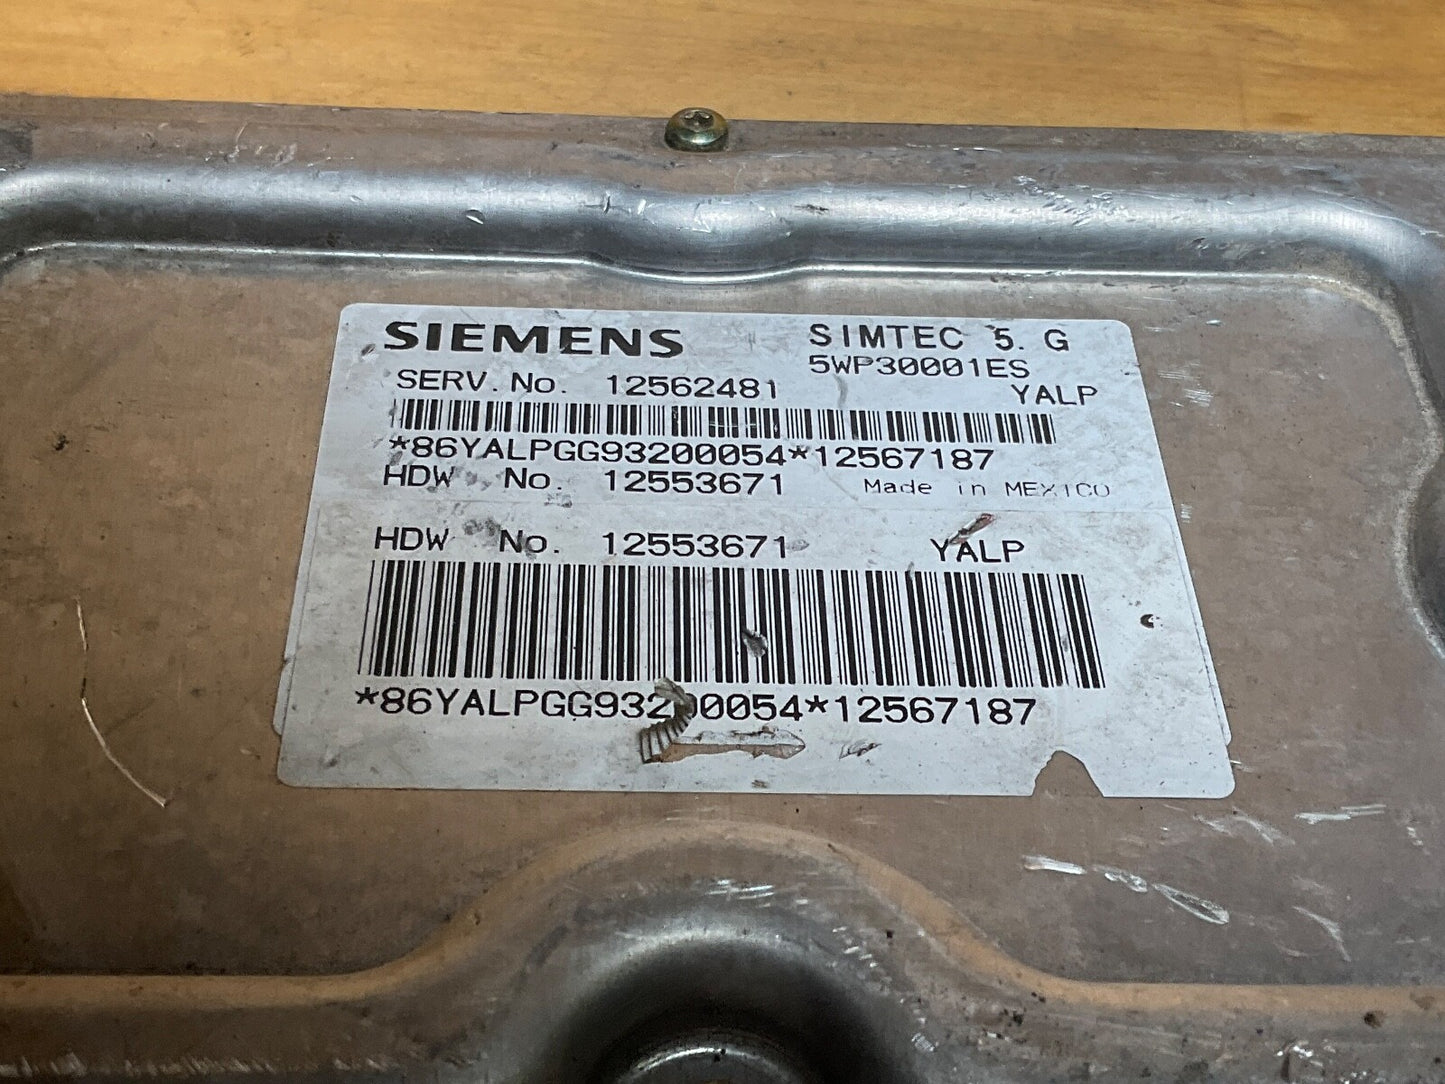 SIEMENS SIMTEC 5. G
5WP30001ES
SERV. No. 12562481 YALP
*86YALPGG93200054*12567187
HDW No. 12553671 Made in MEXICO
HDW No. 12553671 YALP
*86YALPGG93200054*12567187